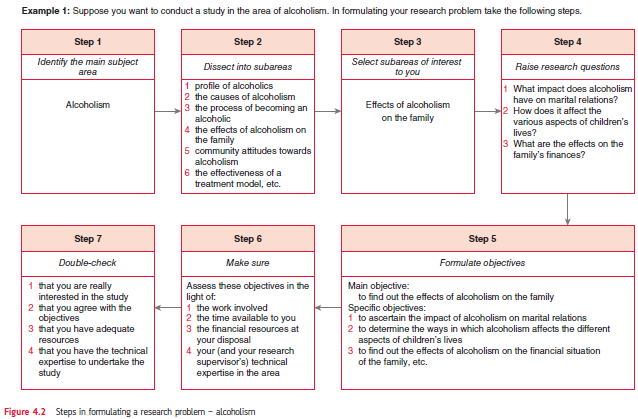 Example 1: Suppose you want to conduct a study in the area of alcoholism. In formulating your research problem take the following steps.
Step 1
Identify the main subject
area
Alcoholism
Step 2
Dissect into subareas
1 profile of alcoholics
2 the causes of alcoholism
3 the process of becoming an
alcoholic
4 the effects of alcoholism on
the family
5 community attitudes towards
alcoholism
6 the effectiveness of a
treatment model, etc.
Step 3
Select subareas of interest
to you
Effects of alcoholism
on the family
Step 4
Raise research questions
1 What impact does alcoholism
have on marital relations?
2 How does it affect the
various aspects of children's
lives?
3 What are the effects on the
family's finances?
Step 5
Formulate objectives
Main objective:
to find out the effects of alcoholism on the family
Specific objectives:
1 to ascertain the impact of alcoholism on marital relations
2 to determine the ways in which alcoholism affects the different
aspects of children's lives
3 to find out the effects of alcoholism on the financial situation
of the family, etc.
Step 6
Make sure
Assess these objectives in the
light of:
1 the work involved
2 the time available to you
3 the financial resources at
your disposal
4 your (and your research
supervisor's) technical
expertise in the area
Step 7
Double-check
1 that you are really
interested in the study
2 that you agree with the
objectives
3 that you have adequate
resources
4 that you have the technical
expertise to undertake the
study
Figure 4.2 Steps in formulating a research problem – alcoholism